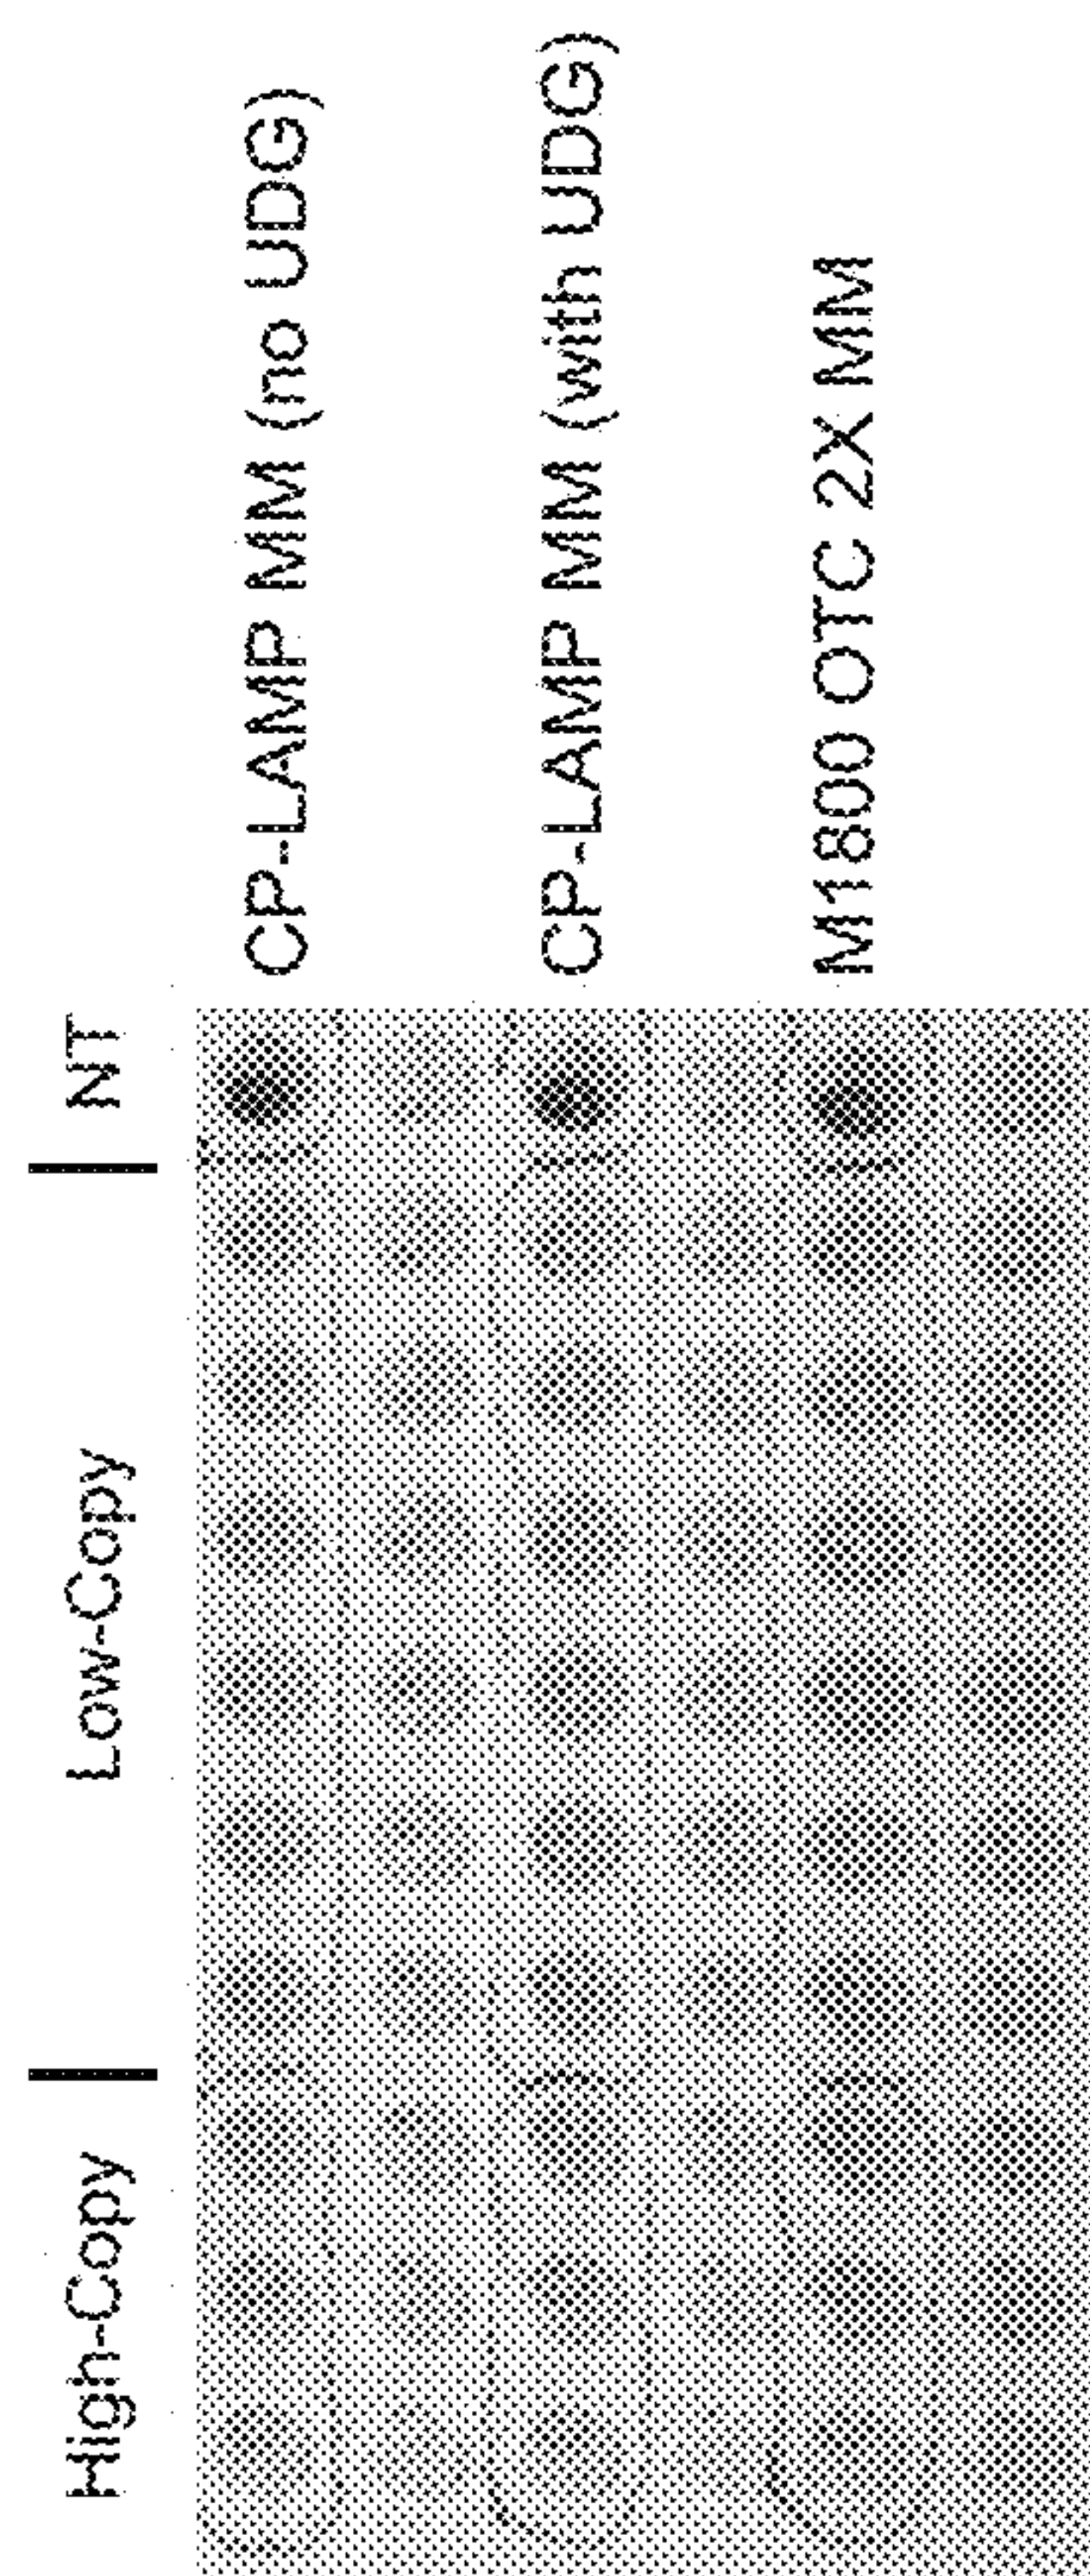 High-Copy
Low-Copy
NT
CP-LAMP MM (no UDG)
CP-LAMP MM (with UDG)
M1800 OTC 2X MM